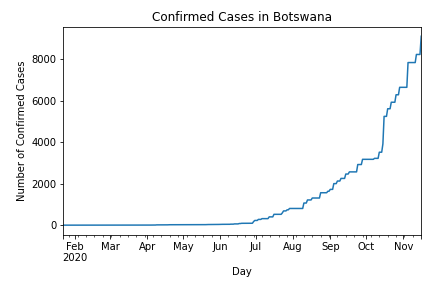 Confirmed Cases in Botswana
Number of Confirmed Cases
8000
6000
4000
2000
0
Feb Mar Apr May Jun Jul Aug Sep Oct Nov
2020
Day